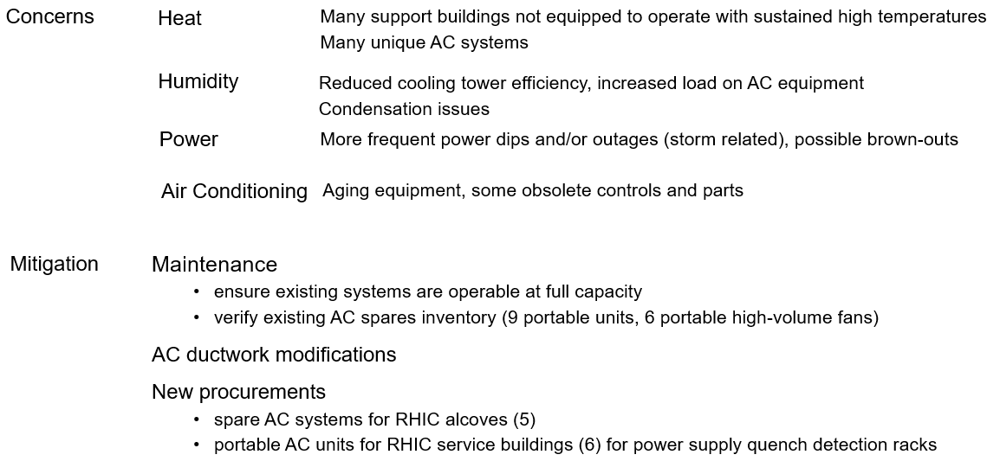 Concerns Heat Many support buildings not equipped to operate with sustained high temperatures
Many unique AC systems
Humidity Reduced cooling tower efficiency, increased load on AC equipment
Condensation issues
Power More frequent power dips and/or outages (storm related), possible brown-outs
Air Conditioning Aging equipment, some obsolete controls and parts
Mitigation Maintenance
• ensure existing systems are operable at full capacity
• verify existing AC spares inventory (9 portable units, 6 portable high-volume fans)
AC ductwork modifications
New procurements
• spare AC systems for RHIC alcoves (5)
• portable AC units for RHIC service buildings (6) for power supply quench detection racks